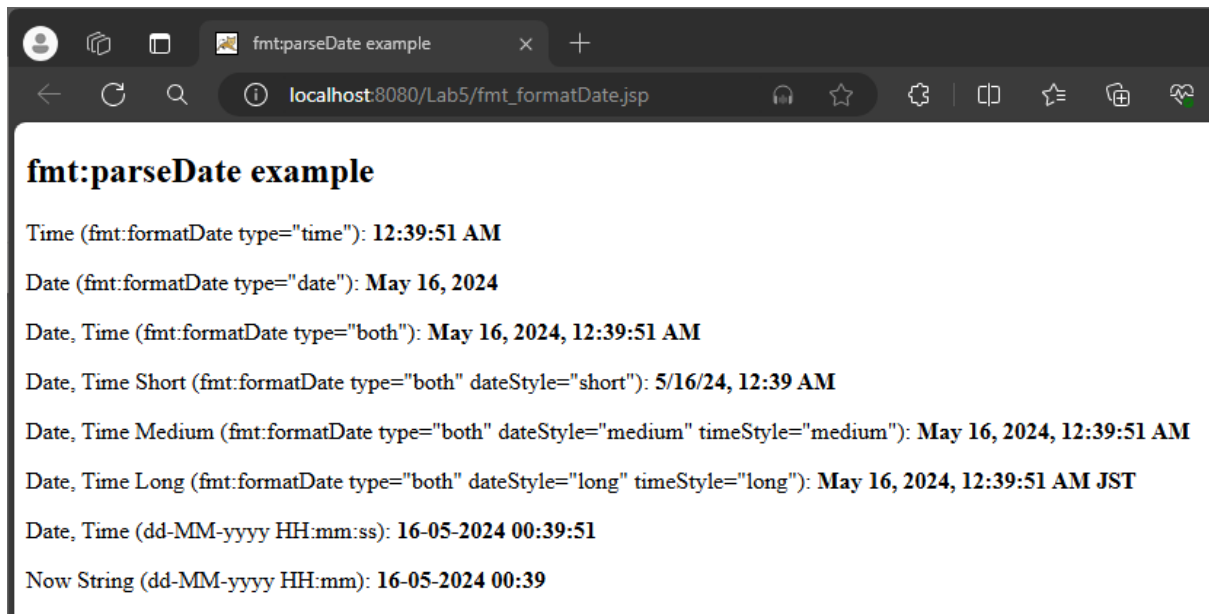 fmt:parseDate example
localhost:8080/Lab5/fmt_formatDate.jsp
fmt:parseDate example
Time (fmt:formatDate type="time"): 12:39:51 AM
Date (fmt:formatDate type="date"): May 16, 2024
Date, Time (fmt:formatDate type="both"): May 16, 2024, 12:39:51 AM
Date, Time Short (fmt:formatDate type="both" dateStyle="short"): 5/16/24, 12:39 AM
Date, Time Medium (fmt:formatDate type="both" dateStyle="medium" timeStyle="medium"): May 16, 2024, 12:39:51 AM
Date, Time Long (fmt:formatDate type="both" dateStyle="long" timeStyle="long"): May 16, 2024, 12:39:51 AM JST
Date, Time (dd-MM-yyyy HH:mm:ss): 16-05-2024 00:39:51
Now String (dd-MM-yyyy HH:mm): 16-05-2024 00:39